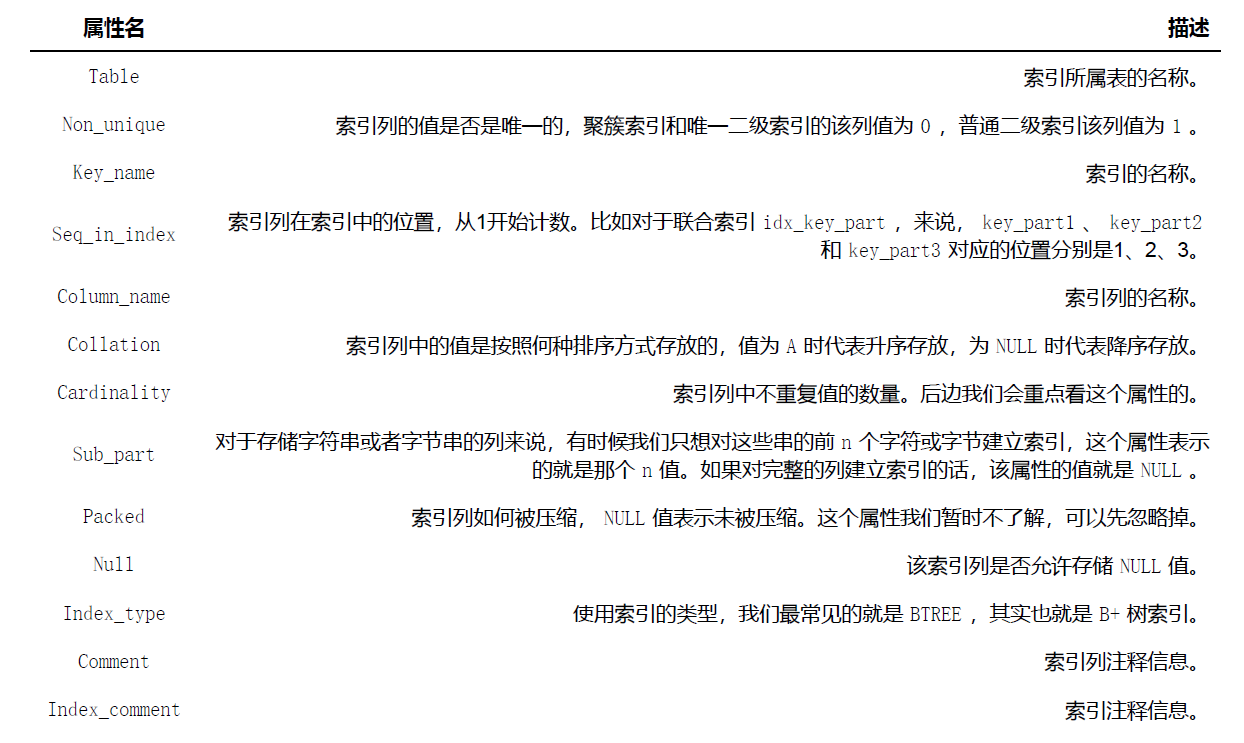 属性名 描述
Table 索引所属表的名称。
Non_unique 索引列的值是否是唯一的，聚簇索引和唯一二级索引的该列值为 0 ，普通二级索引该列值为 1 。
Key_name 索引的名称。
索引列在索引中的位置，从1开始计数。比如对于联合索引 idx_key_part ，来说， key_part1 、 key_part2
Seq_in_index
和 key_part3 对应的位置分别是1、2、3。
Column_name 索引列的名称。
Collation 索引列中的值是按照何种排序方式存放的，值为 A 时代表升序存放，为 NULL 时代表降序存放。
Cardinality 索引列中不重复值的数量。后边我们会重点看这个属性的。
对于存储字符串或者字节串的列来说，有时候我们只想对这些串的前 n 个字符或字节建立索引，这个属性表示
Sub_part
的就是那个 n 值。如果对完整的列建立索引的话，该属性的值就是 NULL 。
Packed 索引列如何被压缩， NULL 值表示未被压缩。这个属性我们暂时不了解，可以先忽略掉。
Null 该索引列是否允许存储 NULL 值。
Index_type 使用索引的类型，我们最常见的就是 BTREE ，其实也就是 B+ 树索引。
Comment 索引列注释信息。
Index_comment 索引注释信息。